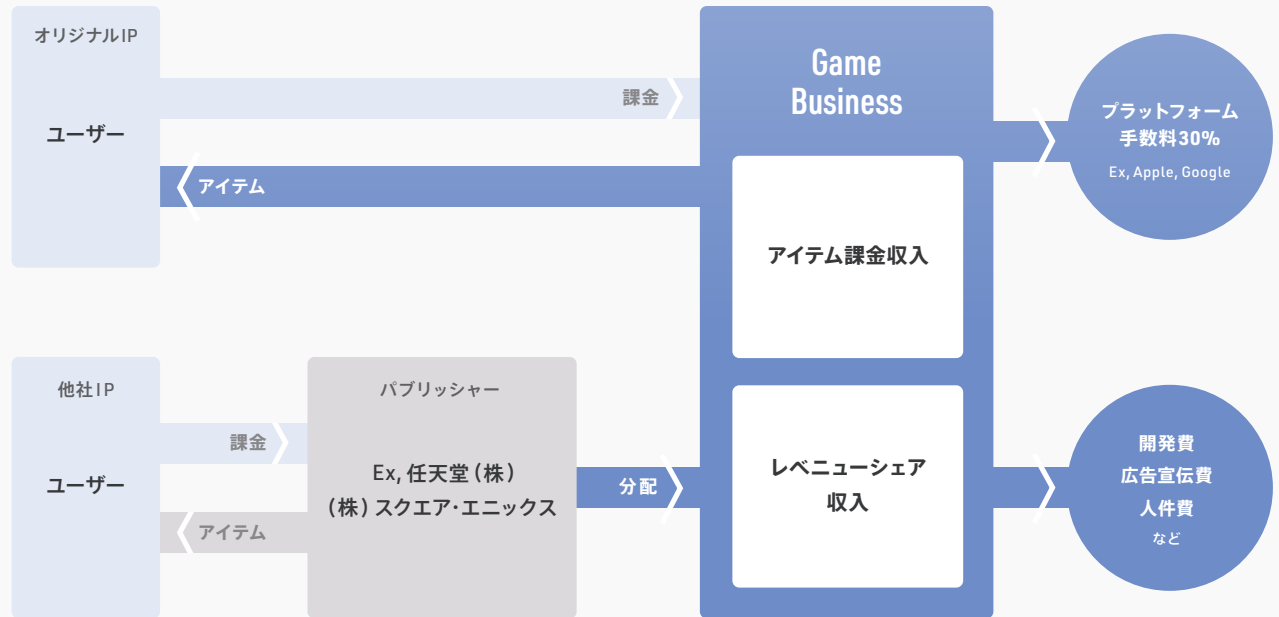 オリジナルIP
ユーザー
課金
アイテム
Game
Business
アイテム課金収入
プラットフォーム
手数料30%
Ex, Apple, Google
他社IP
ユーザー
課金
アイテム
パブリッシャー
Ex, 任天堂(株)
(株)スクエア・エニックス
分配
レベニューシェア
収入
開発費
広告宣伝費
人件費
など